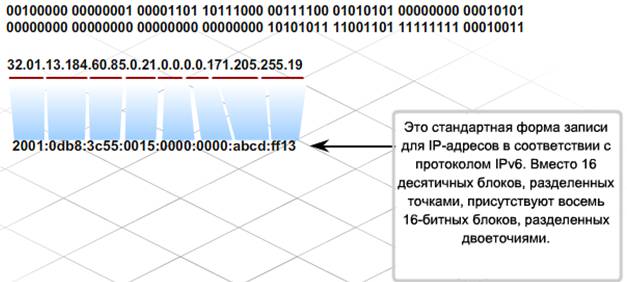 00100000 00000001 00001101 10111000 00111100 01010101 00000000 00010101
00000000 00000000 00000000 00000000 10101011 11001101 11111111 00010011
32.01.13.184.60.85.0.21.0.0.0.0.171.205.255.19
2001:0db8:3c55:0015:0000:0000:abcd:ff13
Это стандартная форма записи
для IP-адресов в соответствии с
протоколом IPv6. Вместо 16
десятичных блоков, разделенных
точками, присутствуют восемь
16-битных блоков, разделенных
двоеточиями.